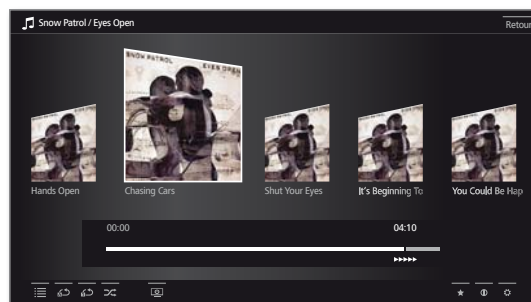 Snow Patrol / Eyes Open
Retour
SNOW PATROL EYES OPEN
Hands Open
Chasing Cars
Shut Your Eyes
It's Beginning To
You Could Be Hap
00:00
04:10